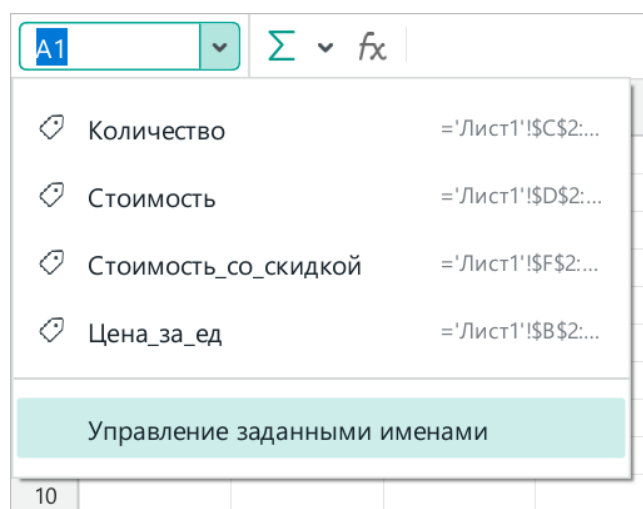 A1 Σ fx
Количество ='Лист1'!$C$2:...
Стоимость ='Лист1'!$D$2:...
Стоимость_со_скидкой ='Лист1'!$F$2:...
Цена_за_ед ='Лист1'!$B$2:...
Управление заданными именами
10